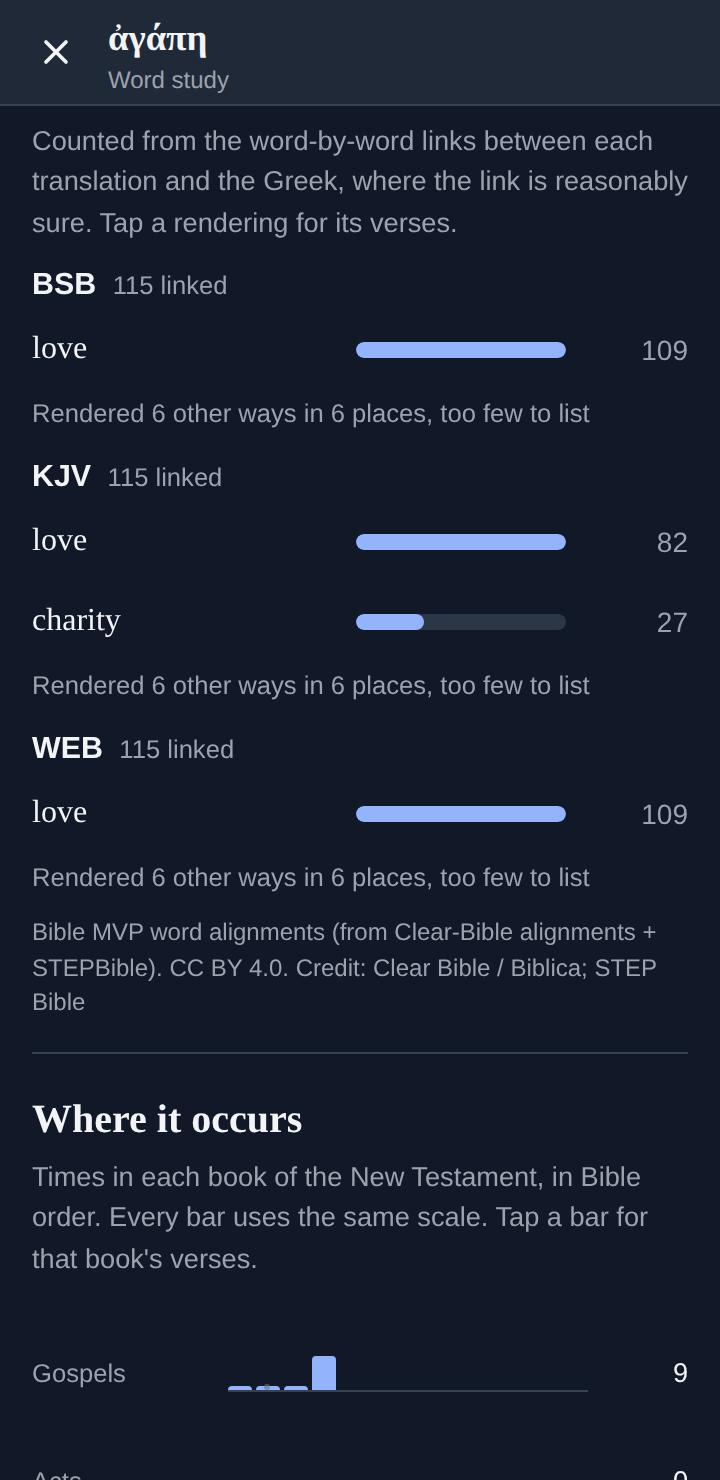 ἀγάπη
Word study
Counted from the word-by-word links between each
translation and the Greek, where the link is reasonably
sure. Tap a rendering for its verses.
BSB 115 linked
love 109
Rendered 6 other ways in 6 places, too few to list
KJV 115 linked
love 82
charity 27
Rendered 6 other ways in 6 places, too few to list
WEB 115 linked
love 109
Rendered 6 other ways in 6 places, too few to list
Bible MVP word alignments (from Clear-Bible alignments +
STEPBible). CC BY 4.0. Credit: Clear Bible / Biblica; STEP
Bible
Where it occurs
Times in each book of the New Testament, in Bible
order. Every bar uses the same scale. Tap a bar for
that book's verses.
Gospels 9
Acts 0